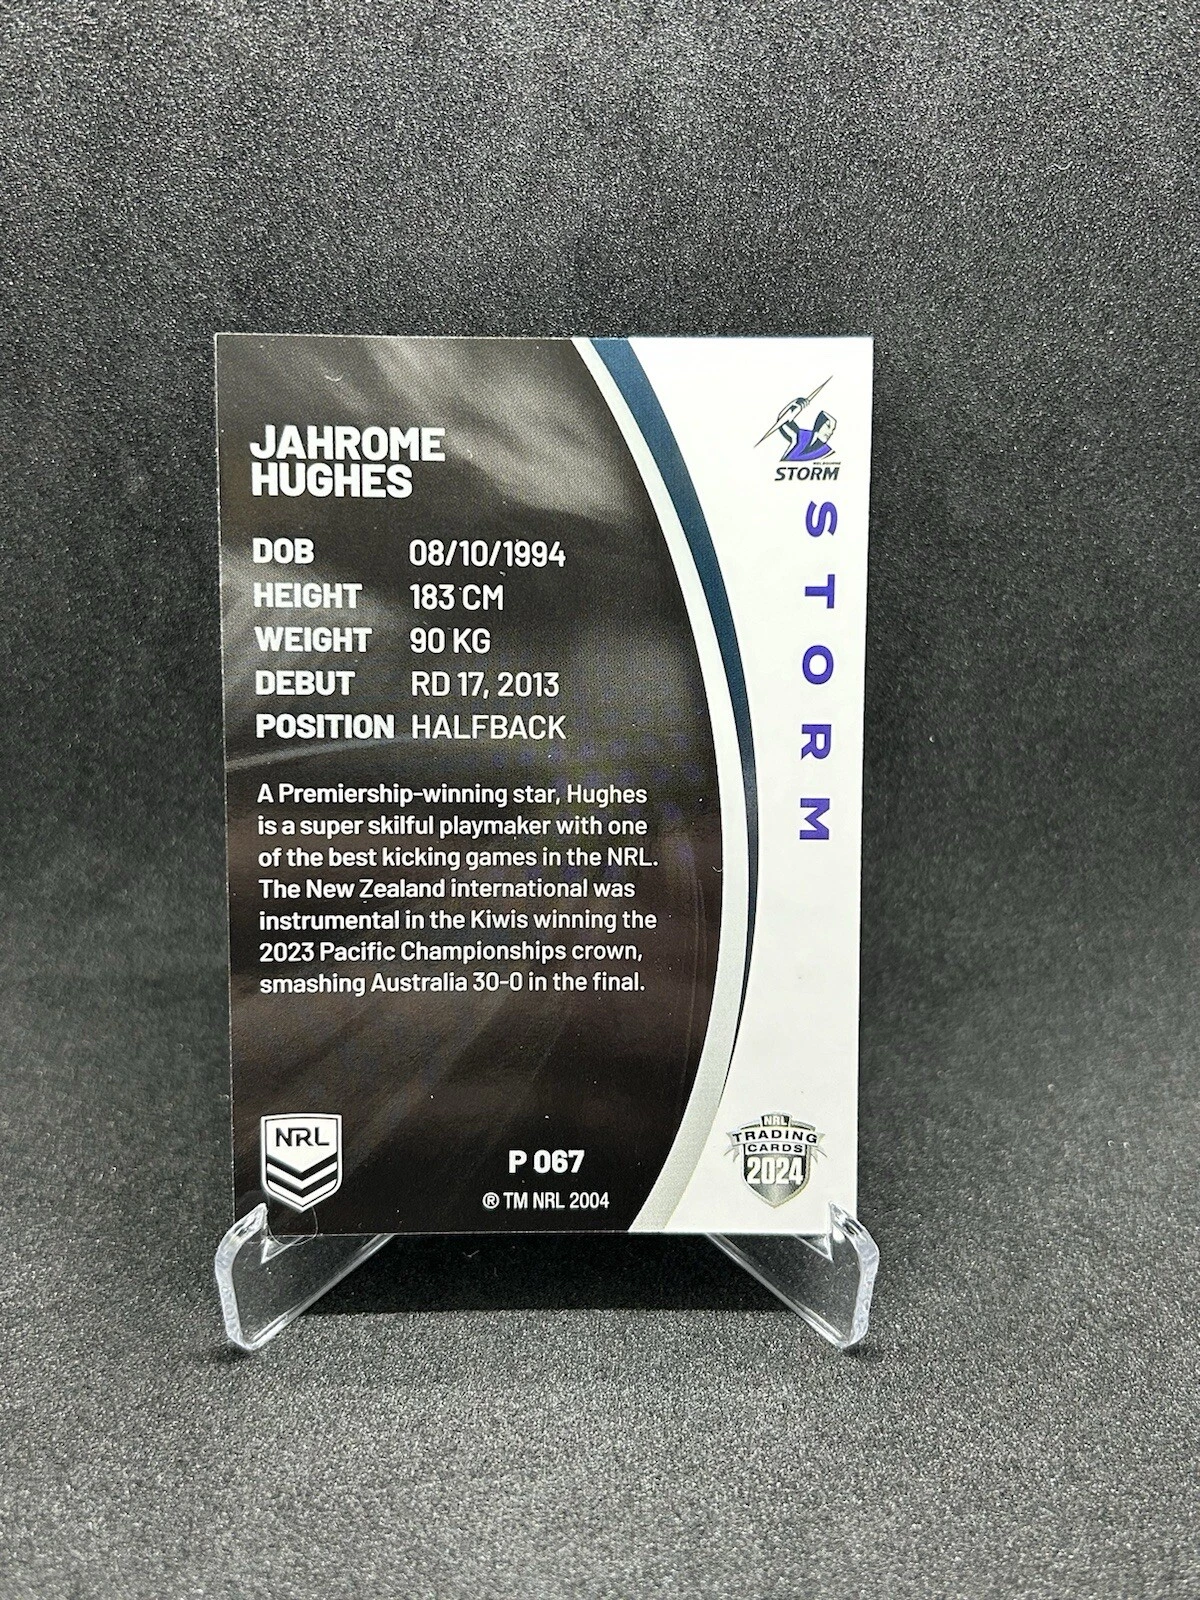 JAHROME
HUGHES
DOB 08/10/1994
HEIGHT 183 CM
WEIGHT 90 KG
DEBUT RD 17, 2013
POSITION HALFBACK
A Premiership-winning star, Hughes
is a super skilful playmaker with one
of the best kicking games in the NRL.
The New Zealand international was
instrumental in the Kiwis winning the
2023 Pacific Championships crown,
smashing Australia 30-0 in the final.
NRL
P 067
® TM NRL 2004
MELBOURNE
STORM
STORM
NRL
TRADING
CARDS
2024